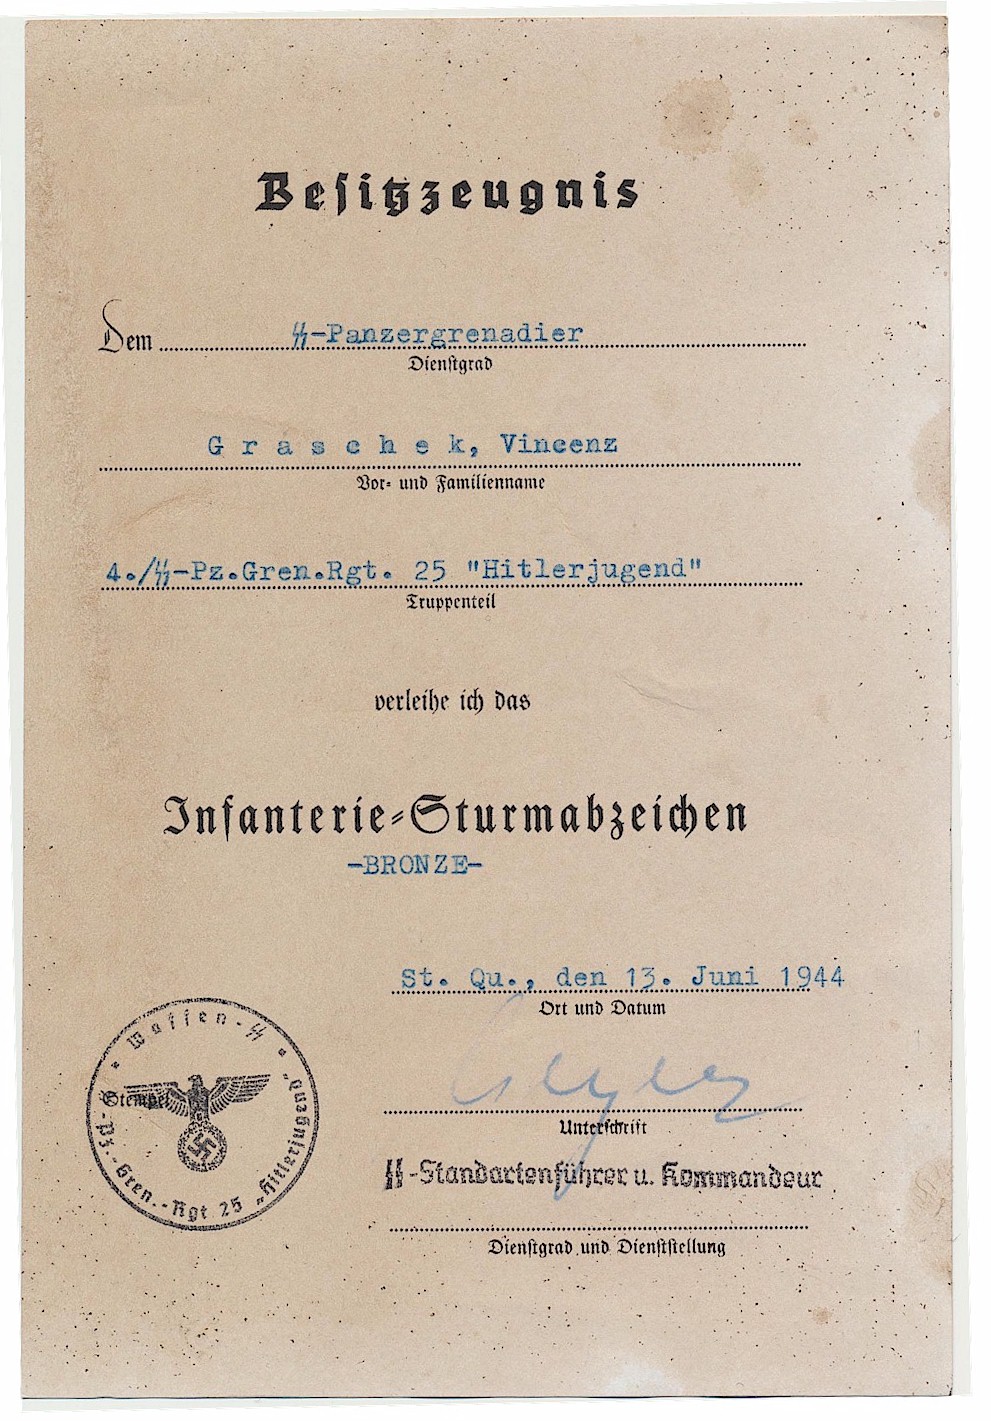 Besitzzeugnis
Dem ᛋᛋ-Panzergrenadier
Dienstgrad
Graschek, Vincenz
Vor- und Familienname
4./ᛋᛋ-Pz.Gren.Rgt. 25 "Hitlerjugend"
Truppenteil
verleihe ich das
Infanterie-Sturmabzeichen
-BRONZE-
St. Qu., den 13. Juni 1944
Ort und Datum
Waffen-ᛋᛋ
Stempel
ᛋᛋ-Pz.-Gren.-Rgt 25 „Hitlerjugend"
Unterschrift
ᛋᛋ-Standartenführer u. Kommandeur
Dienstgrad und Dienststellung